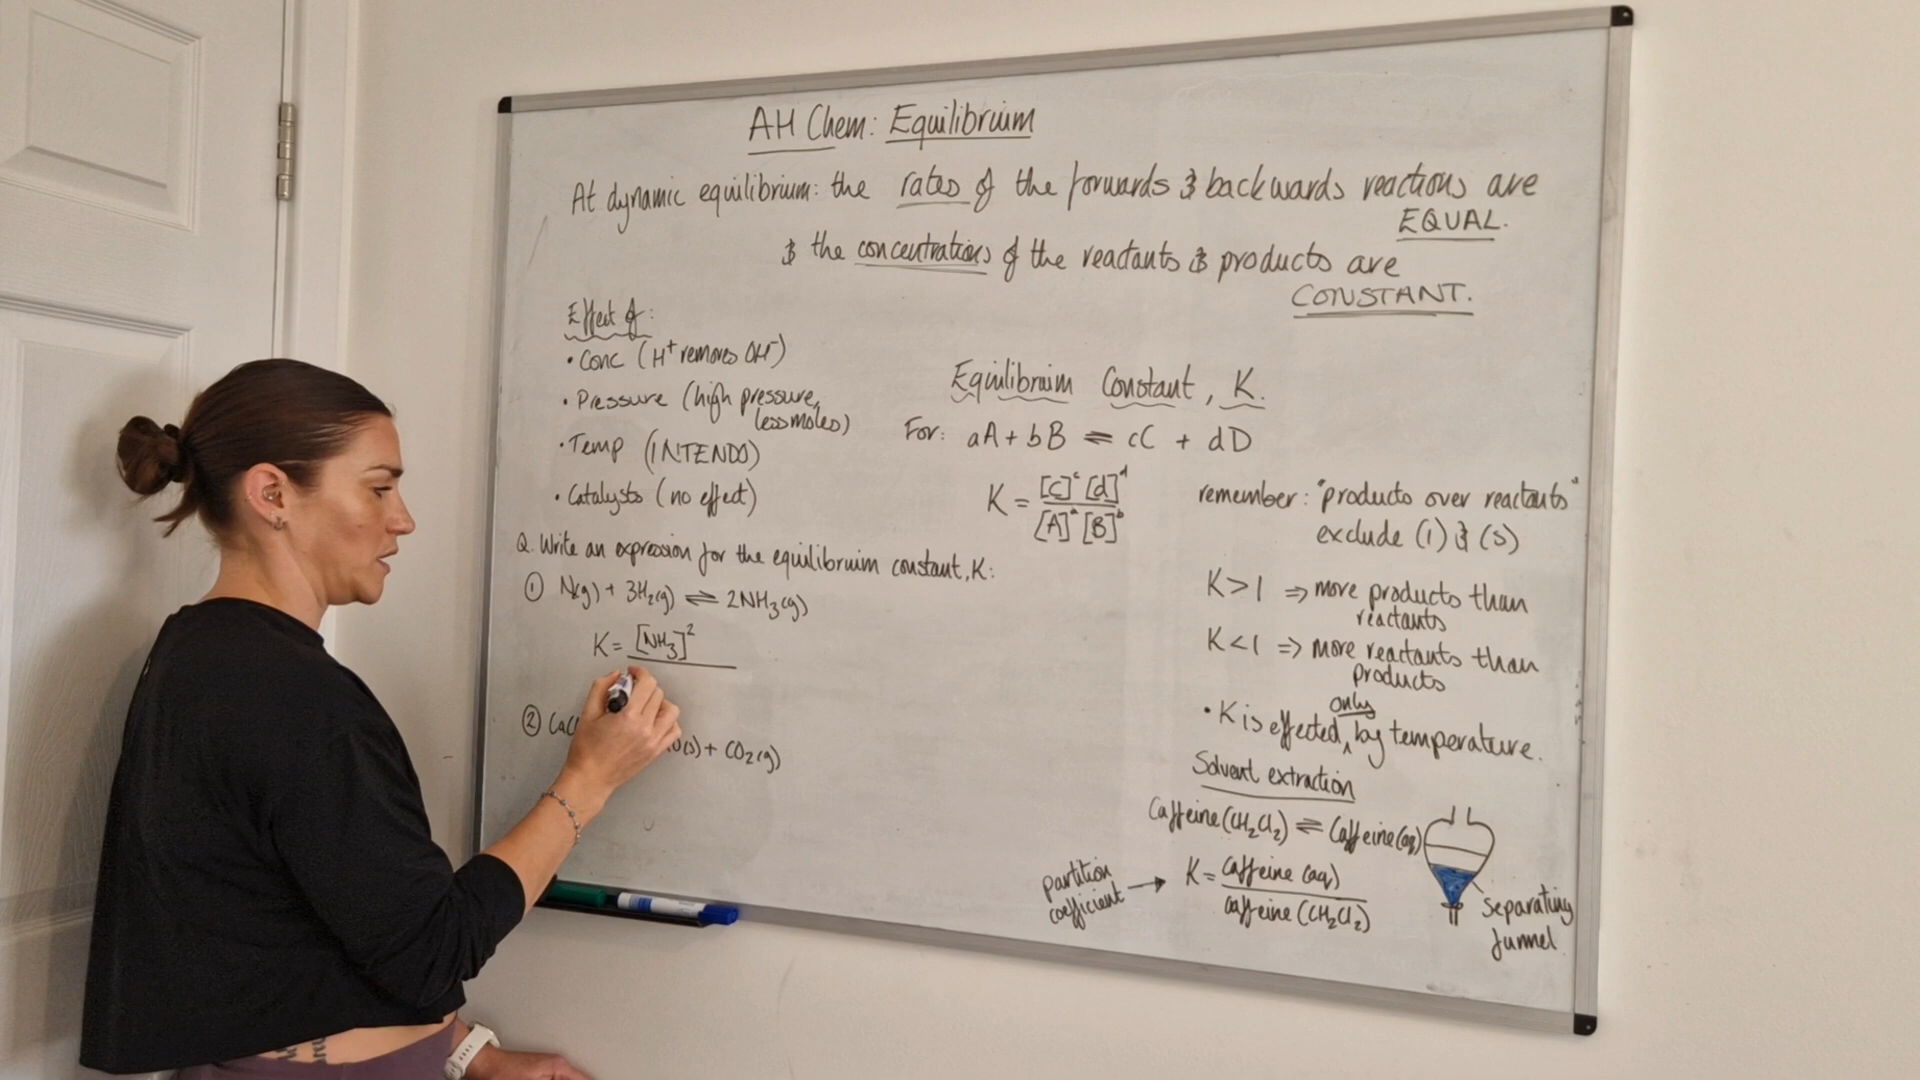 AH Chem: Equilibrium
At dynamic equilibrium: the rates of the forwards & backwards reactions are
EQUAL.
& the concentrations of the reactants & products are
CONSTANT.
Effect of:
• Conc (H⁺ removes OH⁻)
• Pressure (high pressure,
less moles)
• Temp (INTENDO)
• Catalysts (no effect)
Equilibrium Constant, K.
For: aA + bB ⇌ cC + dD
K = [C]ᶜ [d]ᵈ
[A]ᵃ [B]ᵇ
remember: "products over reactants"
exclude (l) & (s)
K > 1 ⇒ more products than
reactants
K < 1 ⇒ more reactants than
products
• K is effected only by temperature.
Q. Write an expression for the equilibrium constant, K:
① N(g) + 3H₂(g) ⇌ 2NH₃(g)
K = [NH₃]²
② CaC
O(s) + CO₂(g)
Solvent extraction
Caffeine (CH₂Cl₂) ⇌ Caffeine (aq)
partition
coefficient → K = caffeine (aq)
caffeine (CH₂Cl₂)
separating
funnel